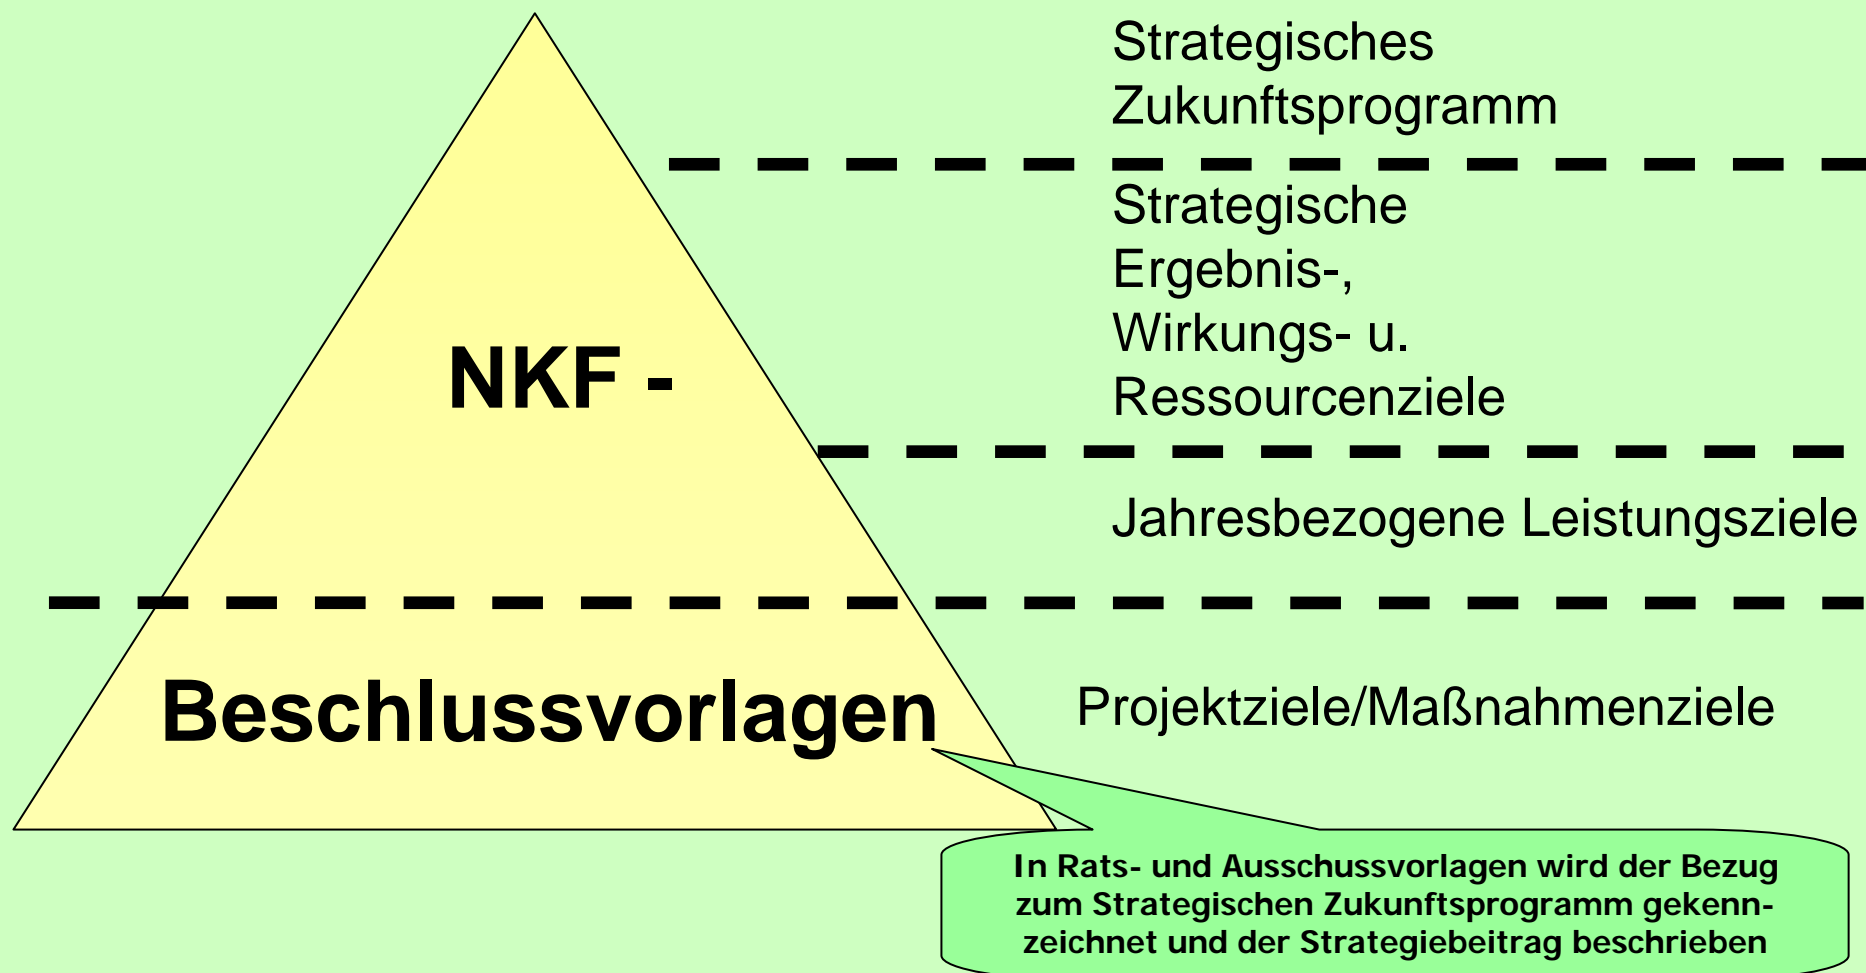 Strategisches
Zukunftsprogramm
Strategische
Ergebnis-,
Wirkungs- u.
Ressourcenziele
NKF -
Jahresbezogene Leistungsziele
Beschlussvorlagen
Projektziele/Maßnahmenziele
In Rats- und Ausschussvorlagen wird der Bezug
zum Strategischen Zukunftsprogramm gekenn-
zeichnet und der Strategiebeitrag beschrieben